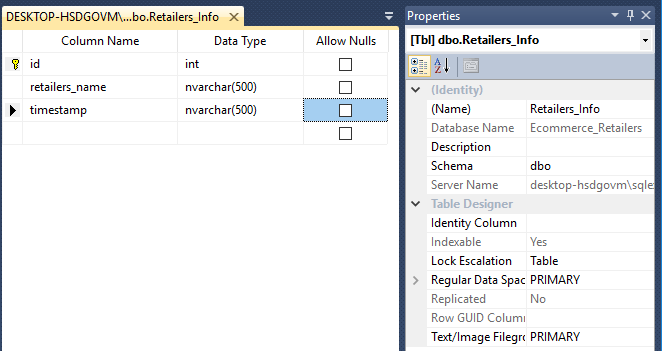 DESKTOP-HSDGOVM\...bo.Retailers_Info
Column Name Data Type Allow Nulls
id int
retailers_name nvarchar(500)
timestamp nvarchar(500)
Properties
[Tbl] dbo.Retailers_Info
(Identity)
(Name) Retailers_Info
Database Name Ecommerce_Retailers
Description
Schema dbo
Server Name desktop-hsdgovm\sqle
Table Designer
Identity Column
Indexable Yes
Lock Escalation Table
Regular Data Spac PRIMARY
Replicated No
Row GUID Column
Text/Image Filegro PRIMARY